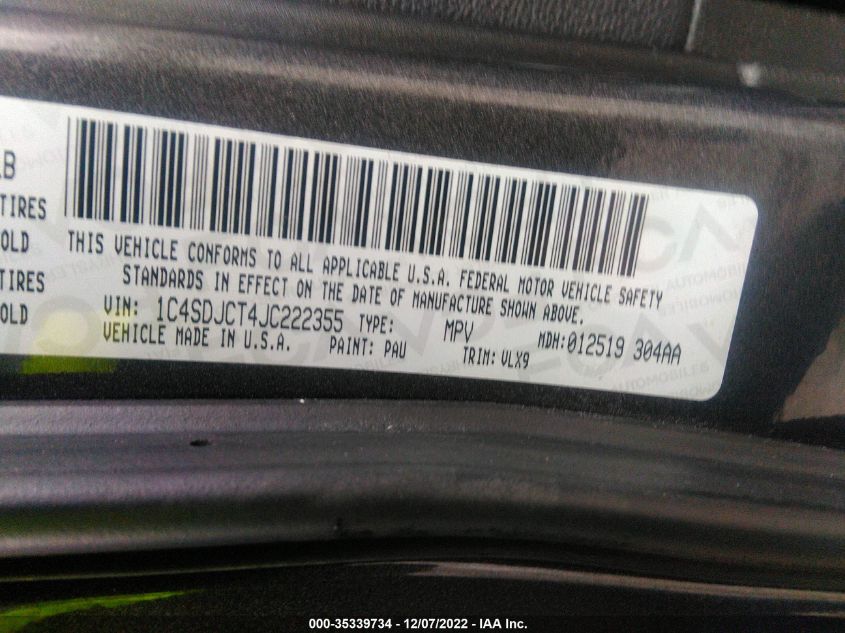 LB
TIRES
OLD
TIRES
OLD
THIS VEHICLE CONFORMS TO ALL APPLICABLE U.S.A. FEDERAL MOTOR VEHICLE SAFETY
STANDARDS IN EFFECT ON THE DATE OF MANUFACTURE SHOWN ABOVE.
VIN: 1C4SDJCT4JC222355 TYPE: MPV MDH:012519 304AA
VEHICLE MADE IN U.S.A. PAINT: PAU TRIM: VLX9
000-35339734 – 12/07/2022 – IAA Inc.